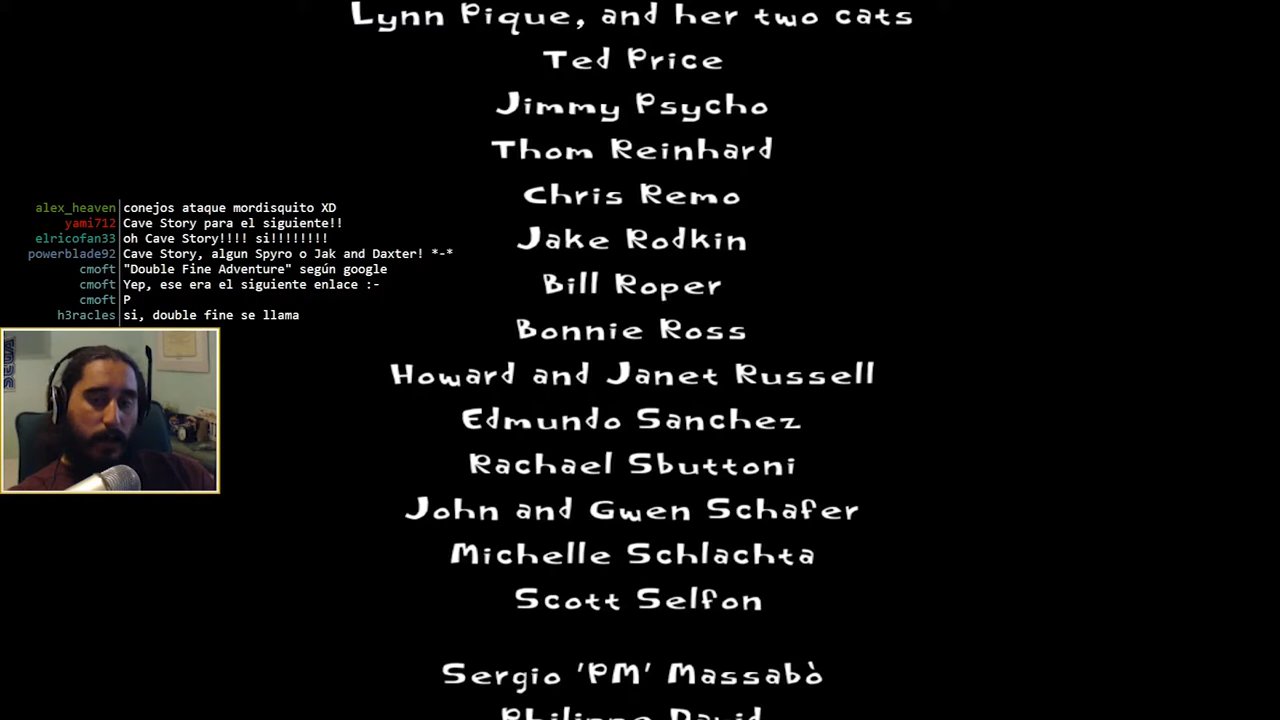 Lynn Pique, and her two cats
Ted Price
Jimmy Psycho
Thom Reinhard
Chris Remo
Jake Rodkin
Bill Roper
Bonnie Ross
Howard and Janet Russell
Edmundo Sanchez
Rachael Sbuttoni
John and Gwen Schafer
Michelle Schlachta
Scott Selfon
Sergio 'PM' Massabò
Philippe David
alex_heaven conejos ataque mordisquito XD
yami712 Cave Story para el siguiente!!
elricofan33 oh Cave Story!!!! si!!!!!!!!
powerblade92 Cave Story, algun Spyro o Jak and Daxter! *-*
cmoft "Double Fine Adventure" según google
cmoft Yep, ese era el siguiente enlace :-
cmoft P
h3racles si, double fine se llama
SEGA